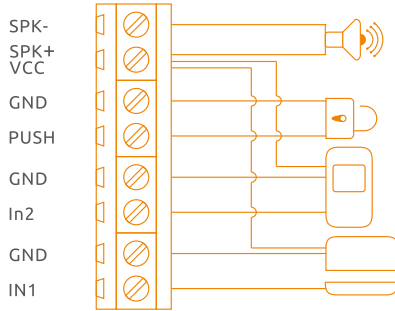 SPK-
SPK+
VCC
GND
PUSH
GND
In2
GND
IN1